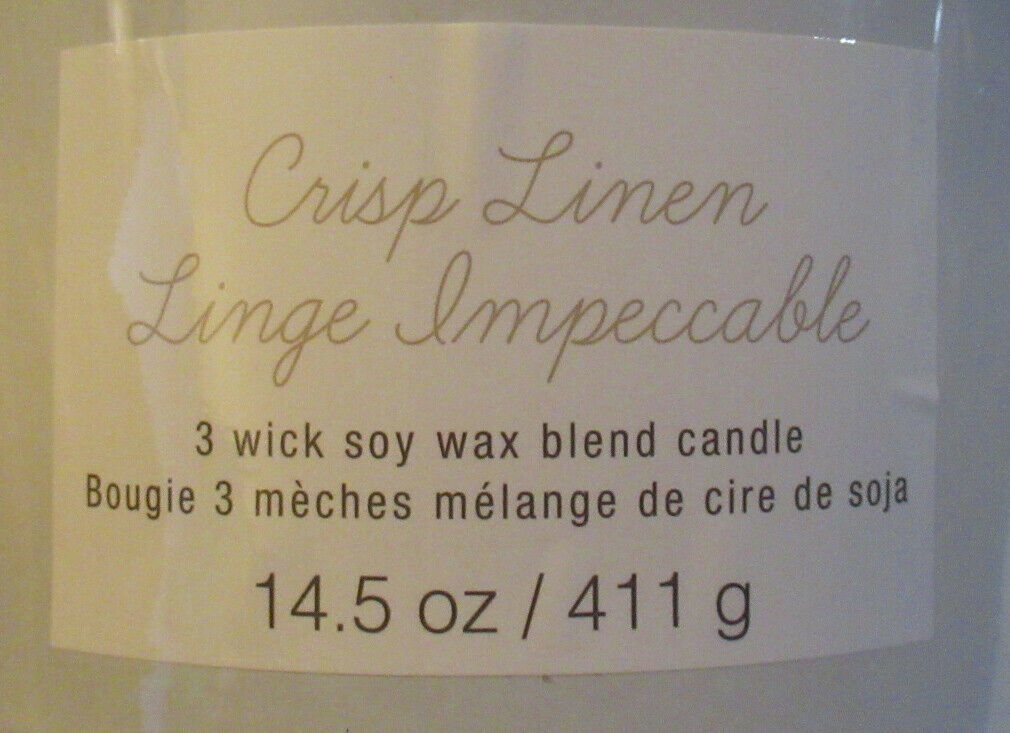 Crisp Linen
Linge Impeccable
3 wick soy wax blend candle
Bougie 3 mèches mélange de cire de soja
14.5 oz / 411 g